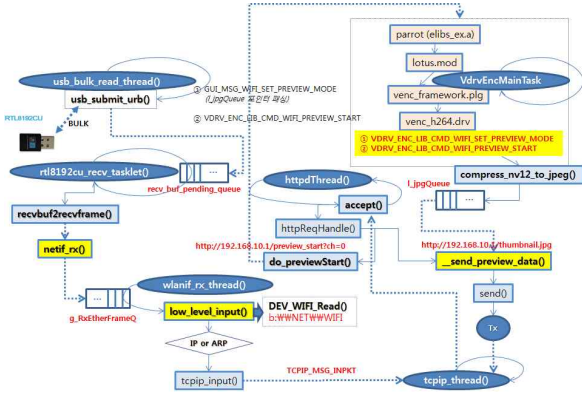 parrot (elibs_ex.a)
lotus.mod
VdrvEncMainTask
venc_framework.plg
venc_h264.drv
① VDRV_ENC_LIB_CMD_WIFI_SET_PREVIEW_MODE
② VDRV_ENC_LIB_CMD_WIFI_PREVIEW_START
usb_bulk_read_thread()
usb_submit_urb()
① GUI_MSG_WIFI_SET_PREVIEW_MODE
② VDRV_ENC_LIB_CMD_WIFI_PREVIEW_START
RTL8192CU
BULK
rtl8192cu_recv_tasklet()
recv_buf_pending_queue
recvbuf2recvframe()
netif_rx()
httpdThread()
accept()
httpReqHandle()
http://192.168.10.1/preview_start?ch=0
do_previewStart()
compress_nv12_to_jpeg()
l_jpgQueue
http://192.168.10.1/thumbnail.jpg
__send_preview_data()
send()
Tx
wlanif_rx_thread()
g_RxEtherFrameQ
low_level_input()
DEV_WIFI_Read()
b:₩₩NET₩₩WIFI
IP or ARP
tcpip_input()
TCPIP_MSG_INPKT
tcpip_thread()